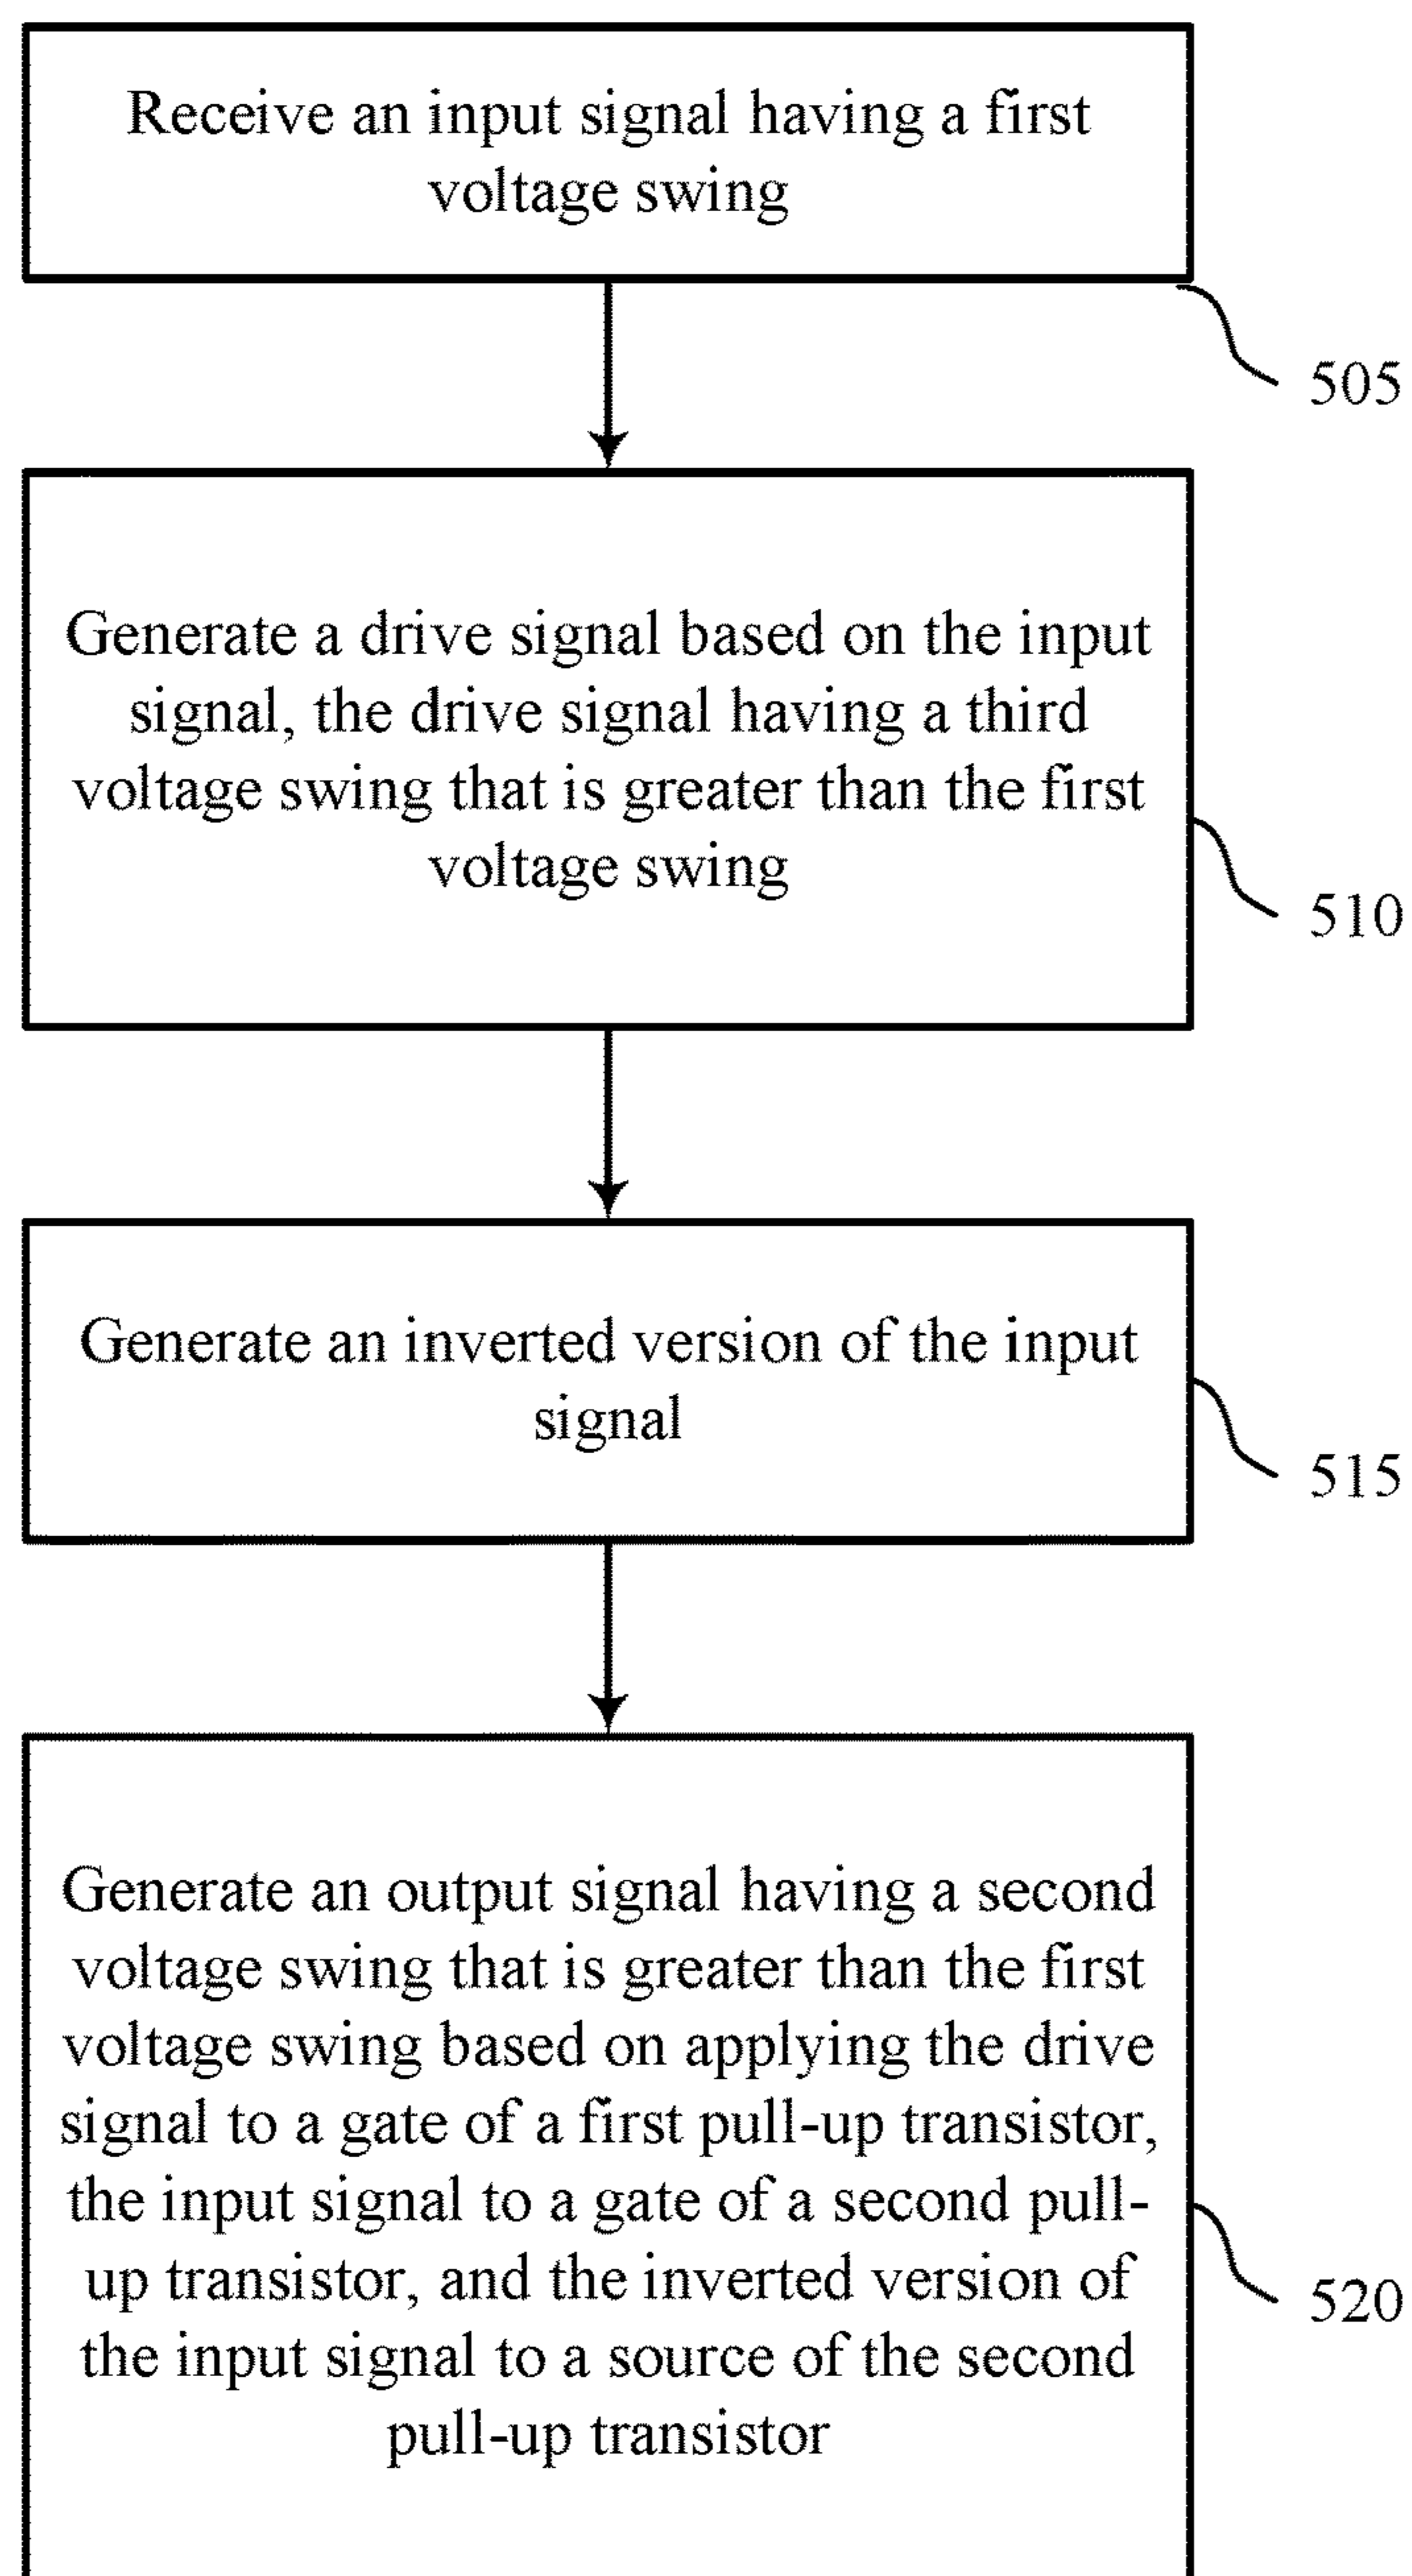 Receive an input signal having a first
voltage swing
505
Generate a drive signal based on the input
signal, the drive signal having a third
voltage swing that is greater than the first
voltage swing
510
Generate an inverted version of the input
signal
515
Generate an output signal having a second
voltage swing that is greater than the first
voltage swing based on applying the drive
signal to a gate of a first pull-up transistor,
the input signal to a gate of a second pull-
up transistor, and the inverted version of
the input signal to a source of the second
pull-up transistor
520